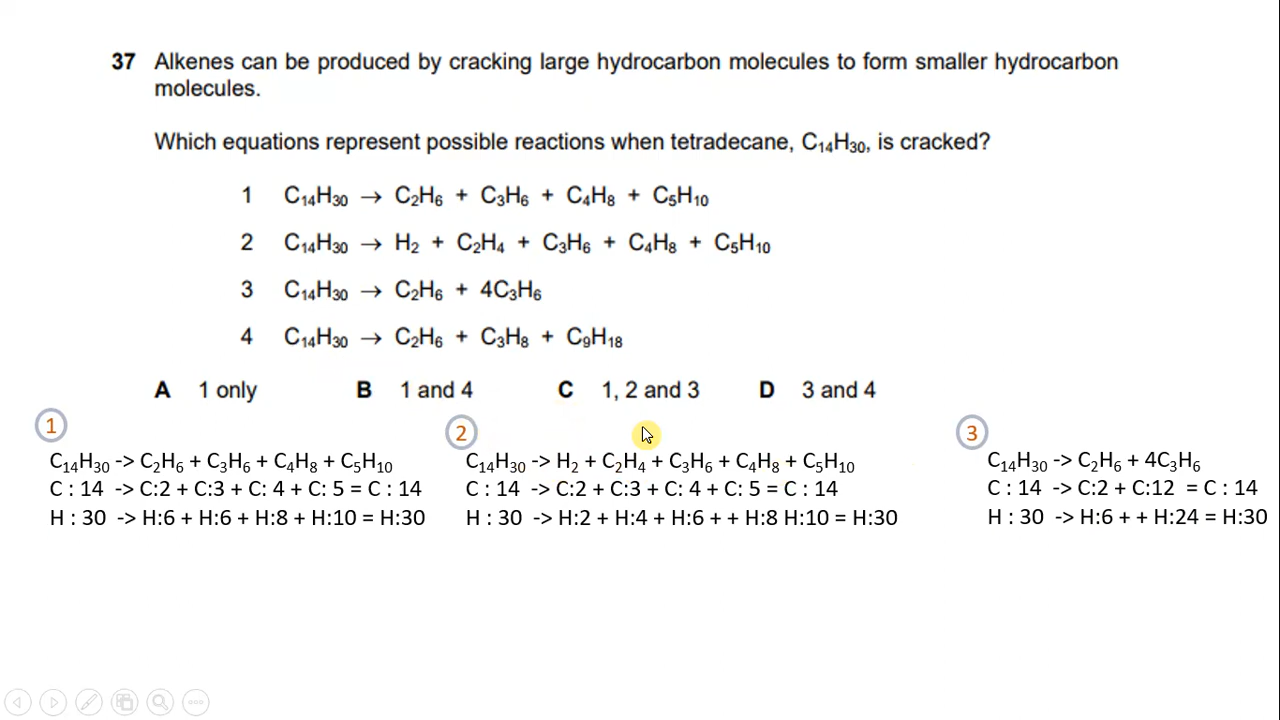 37 Alkenes can be produced by cracking large hydrocarbon molecules to form smaller hydrocarbon
molecules.
Which equations represent possible reactions when tetradecane, C₁₄H₃₀, is cracked?
1 C₁₄H₃₀ → C₂H₆ + C₃H₆ + C₄H₈ + C₅H₁₀
2 C₁₄H₃₀ → H₂ + C₂H₄ + C₃H₆ + C₄H₈ + C₅H₁₀
3 C₁₄H₃₀ → C₂H₆ + 4C₃H₆
4 C₁₄H₃₀ → C₂H₆ + C₃H₈ + C₉H₁₈
A 1 only B 1 and 4 C 1, 2 and 3 D 3 and 4
1
C₁₄H₃₀ -> C₂H₆ + C₃H₆ + C₄H₈ + C₅H₁₀
C : 14 -> C:2 + C:3 + C: 4 + C: 5 = C : 14
H : 30 -> H:6 + H:6 + H:8 + H:10 = H:30
2
C₁₄H₃₀ -> H₂ + C₂H₄ + C₃H₆ + C₄H₈ + C₅H₁₀
C : 14 -> C:2 + C:3 + C: 4 + C: 5 = C : 14
H : 30 -> H:2 + H:4 + H:6 + + H:8 H:10 = H:30
3
C₁₄H₃₀ -> C₂H₆ + 4C₃H₆
C : 14 -> C:2 + C:12 = C : 14
H : 30 -> H:6 + + H:24 = H:30